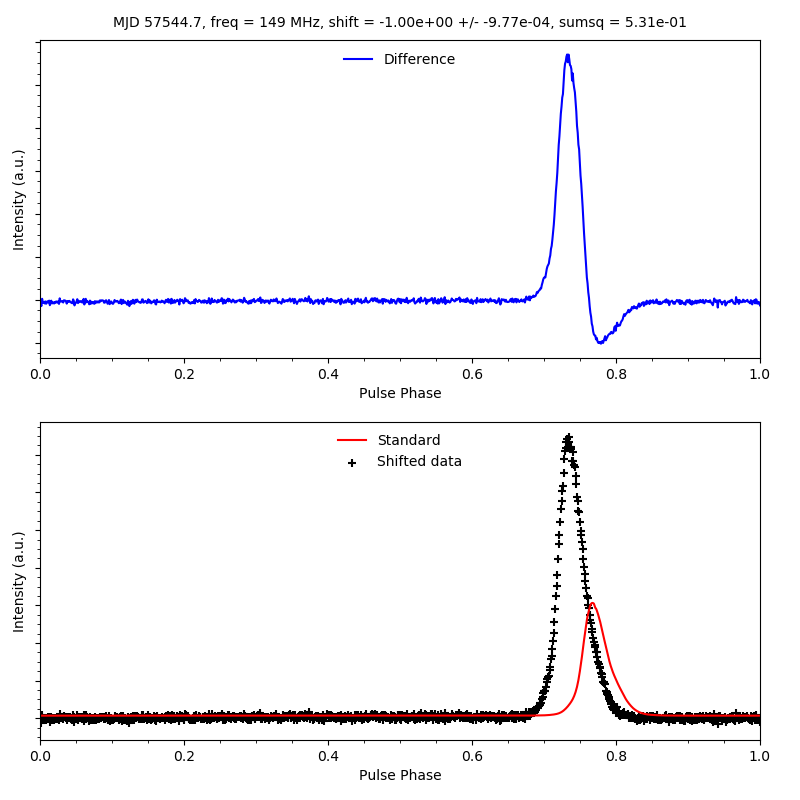 MJD 57544.7, freq = 149 MHz, shift = -1.00e+00 +/- -9.77e-04, sumsq = 5.31e-01
Difference
Intensity (a.u.)
0.0 0.2 0.4 0.6 0.8 1.0
Pulse Phase
Standard
Shifted data
Intensity (a.u.)
0.0 0.2 0.4 0.6 0.8 1.0
Pulse Phase